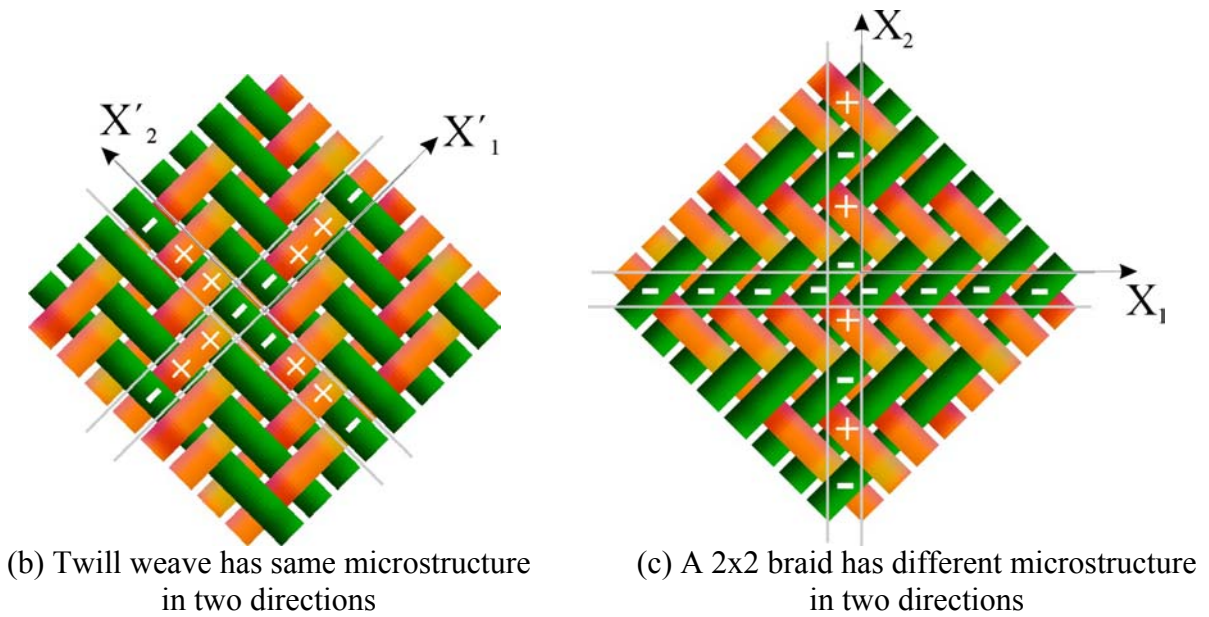 X′₂
X′₁
- + + - - + + -
- + + - - + + -
X₂
X₁
+
-
+
-
- - - - - - - -
+
-
+
-
(b) Twill weave has same microstructure
in two directions
(c) A 2x2 braid has different microstructure
in two directions